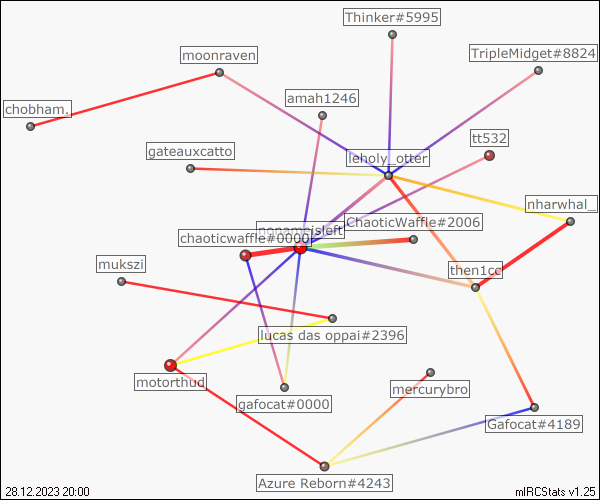 Thinker#5995
moonraven
TripleMidget#8824
amah1246
chobham.
tt532
gateauxcatto
leholy_otter
nharwhal_
ChaoticWaffle#2006
nonameisleft
chaoticwaffle#0000
mukszi
then1cc
lucas das oppai#2396
motorthud
mercurybro
gafocat#0000
Gafocat#4189
Azure Reborn#4243
28.12.2023 20:00
mIRCStats v1.25